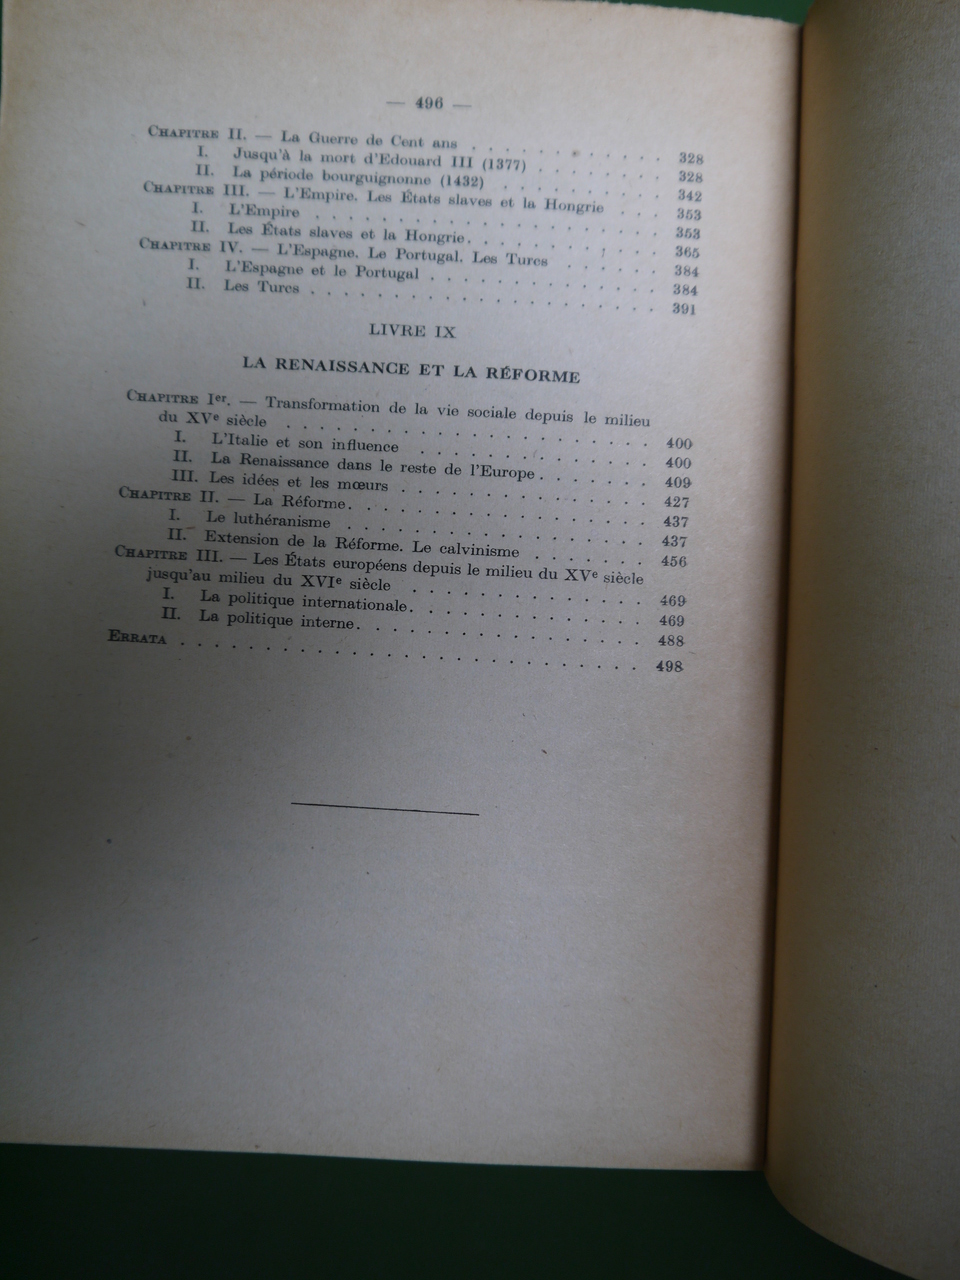 — 496 —
CHAPITRE II. — La Guerre de Cent ans . . . . . . . . . . 328
I. Jusqu'à la mort d'Edouard III (1377) . . . . . . . . 328
II. La période bourguignonne (1432) . . . . . . . . . 342
CHAPITRE III. — L'Empire. Les États slaves et la Hongrie . . . 353
I. L'Empire . . . . . . . . . . . . . . . . 353
II. Les États slaves et la Hongrie. . . . . . . . . . 365
CHAPITRE IV. — L'Espagne. Le Portugal. Les Turcs . . . . . 384
I. L'Espagne et le Portugal . . . . . . . . . . . 384
II. Les Turcs . . . . . . . . . . . . . . . . 391
LIVRE IX
LA RENAISSANCE ET LA RÉFORME
CHAPITRE Ier. — Transformation de la vie sociale depuis le milieu
du XVe siècle . . . . . . . . . . . . . . . . . 400
I. L'Italie et son influence . . . . . . . . . . . 400
II. La Renaissance dans le reste de l'Europe . . . . . . . 409
III. Les idées et les mœurs . . . . . . . . . . . . 427
CHAPITRE II. — La Réforme. . . . . . . . . . . . . . 437
I. Le luthéranisme . . . . . . . . . . . . . . 437
II. Extension de la Réforme. Le calvinisme . . . . . . . 456
CHAPITRE III. — Les États européens depuis le milieu du XVe siècle
jusqu'au milieu du XVIe siècle . . . . . . . . . . . . 469
I. La politique internationale. . . . . . . . . . . . 469
II. La politique interne. . . . . . . . . . . . . . 488
ERRATA . . . . . . . . . . . . . . . . . . . . . . . 498